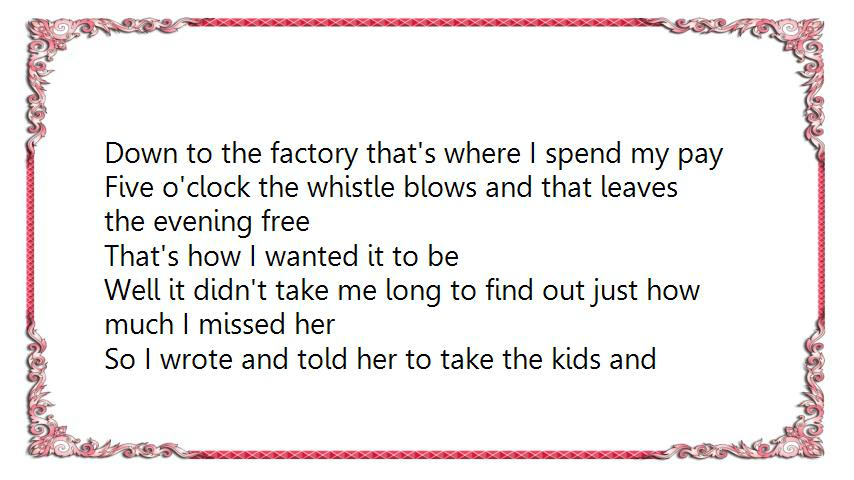 Down to the factory that's where I spend my pay
Five o'clock the whistle blows and that leaves
the evening free
That's how I wanted it to be
Well it didn't take me long to find out just how
much I missed her
So I wrote and told her to take the kids and